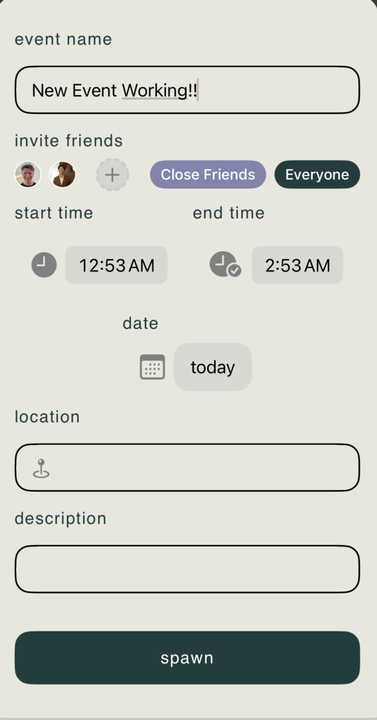 event name
New Event Working!!
invite friends
Close Friends Everyone
start time end time
12:53 AM 2:53 AM
date
today
location
description
spawn